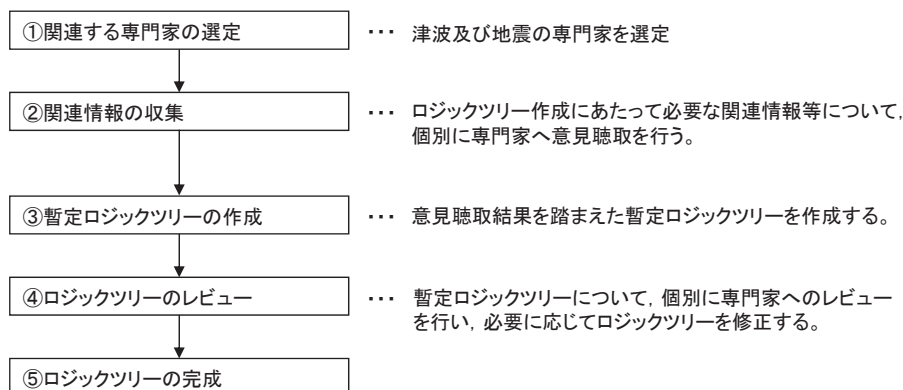 ①関連する専門家の選定
･･･ 津波及び地震の専門家を選定
②関連情報の収集
･･･ ロジックツリー作成にあたって必要な関連情報等について,
個別に専門家へ意見聴取を行う。
③暫定ロジックツリーの作成
･･･ 意見聴取結果を踏まえた暫定ロジックツリーを作成する。
④ロジックツリーのレビュー
･･･ 暫定ロジックツリーについて, 個別に専門家へのレビュー
を行い, 必要に応じてロジックツリーを修正する。
⑤ロジックツリーの完成